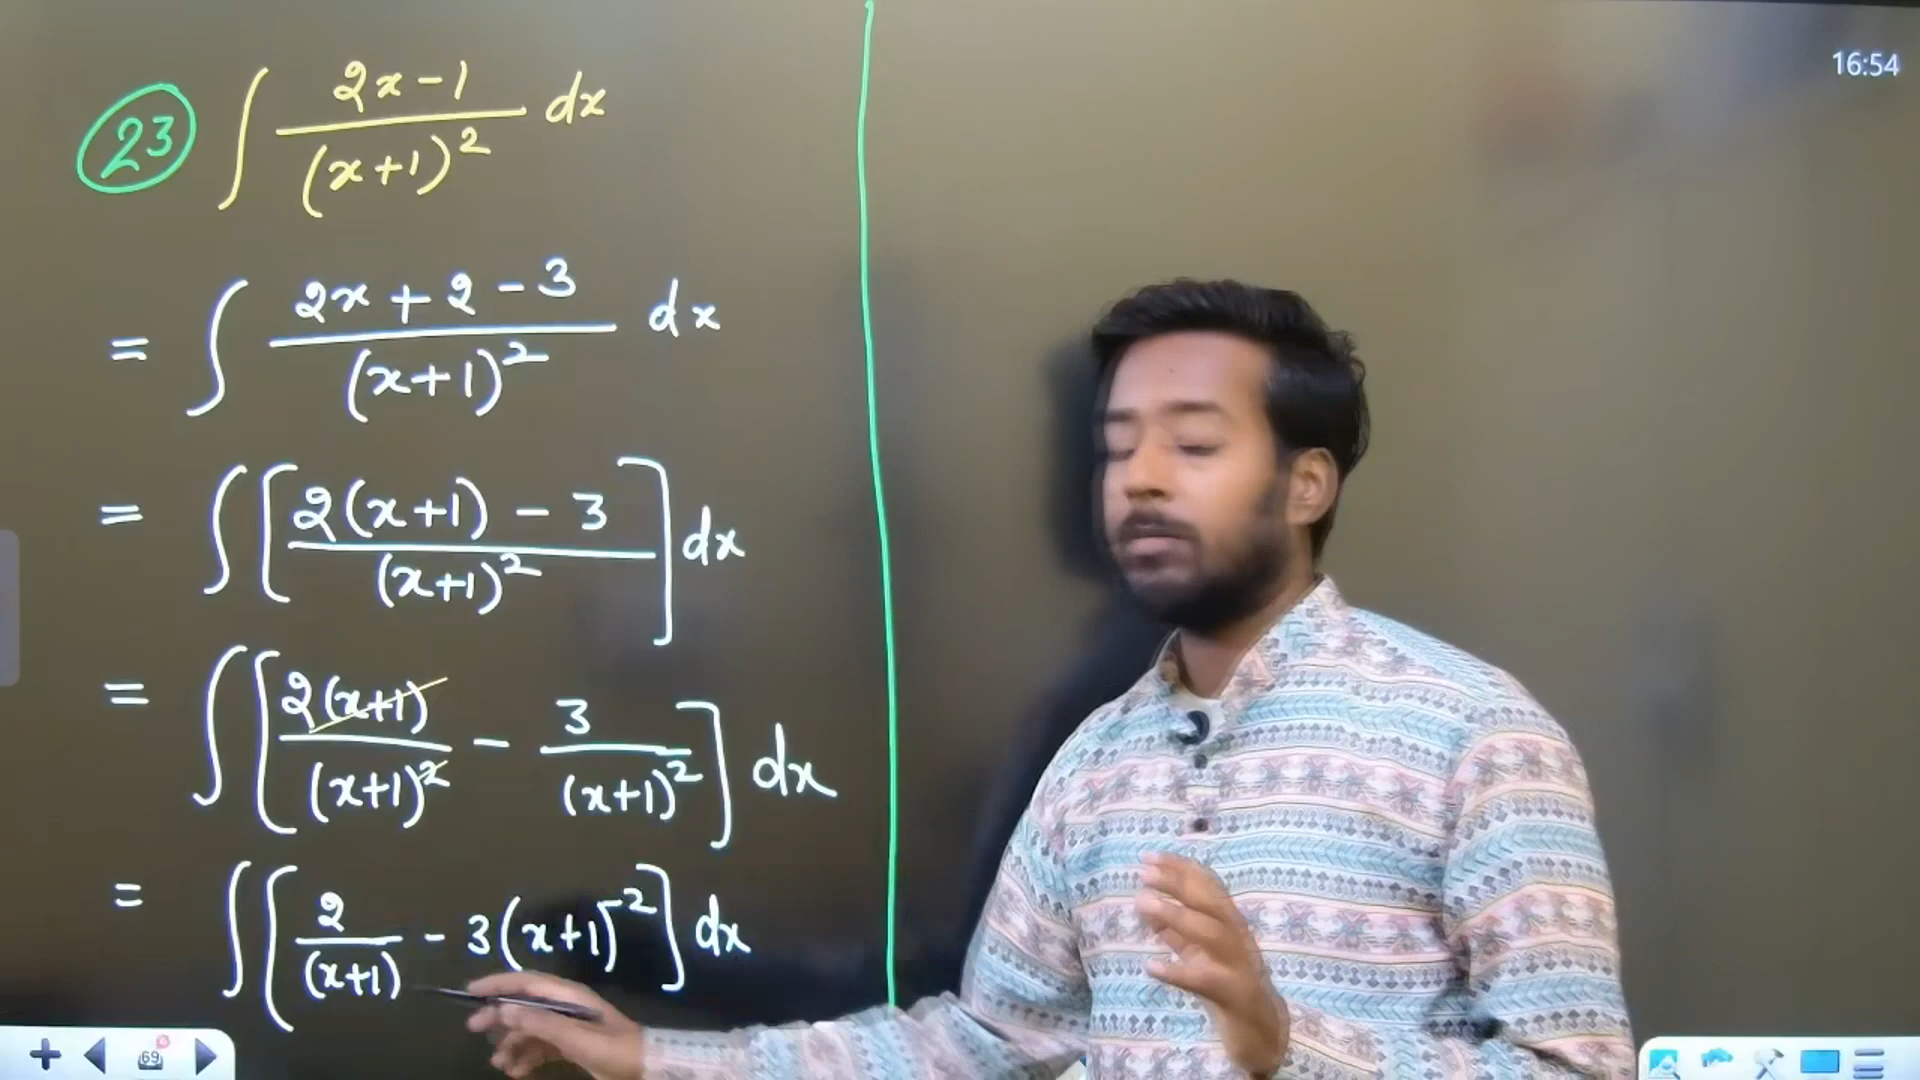 23 ∫ (2x-1)/(x+1)² dx
= ∫ (2x+2-3)/(x+1)² dx
= ∫ [(2(x+1) - 3)/(x+1)²] dx
= ∫ [2(x+1)/(x+1)² - 3/(x+1)²] dx
= ∫ [2/(x+1) - 3(x+1)⁻²] dx
16:54
69